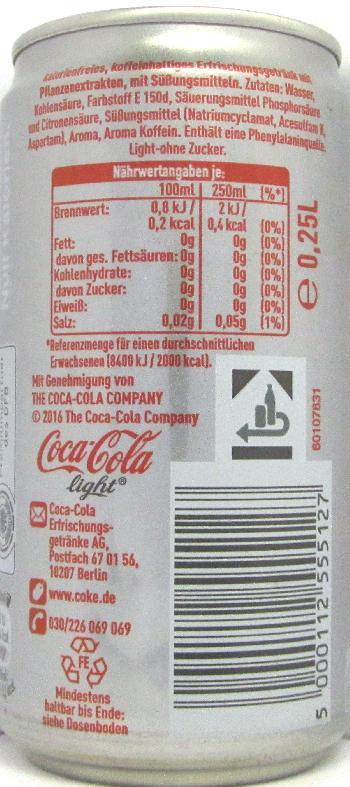 Kalorienfreies, koffeinhaltiges Erfrischungsgetränk mit
Pflanzenextrakten, mit Süßungsmitteln. Zutaten: Wasser,
Kohlensäure, Farbstoff E 150d, Säuerungsmittel Phosphorsäure
und Citronensäure, Süßungsmittel (Natriumcyclamat, Acesulfam K,
Aspartam), Aroma, Aroma Koffein. Enthält eine Phenylalaninquelle.
Light-ohne Zucker.
Nährwertangaben je:
100ml 250ml (%*)
Brennwert: 0,8 kJ / 2 kJ /
0,2 kcal 0,4 kcal (0%)
Fett: 0g 0g (0%)
davon ges. Fettsäuren: 0g 0g (0%)
Kohlenhydrate: 0g 0g (0%)
davon Zucker: 0g 0g (0%)
Eiweiß: 0g 0g (0%)
Salz: 0,02g 0,05g (1%)
*Referenzmenge für einen durchschnittlichen
Erwachsenen (8400 kJ / 2000 kcal).
℮ 0,25L
Mit Genehmigung von
THE COCA-COLA COMPANY
© 2016 The Coca-Cola Company
Coca-Cola
light®
Coca-Cola
Erfrischungs-
getränke AG,
Postfach 67 01 56,
10207 Berlin
www.coke.de
030/226 069 069
FE
Mindestens
haltbar bis Ende:
siehe Dosenboden
60107831
5 000112 555127
des DFB